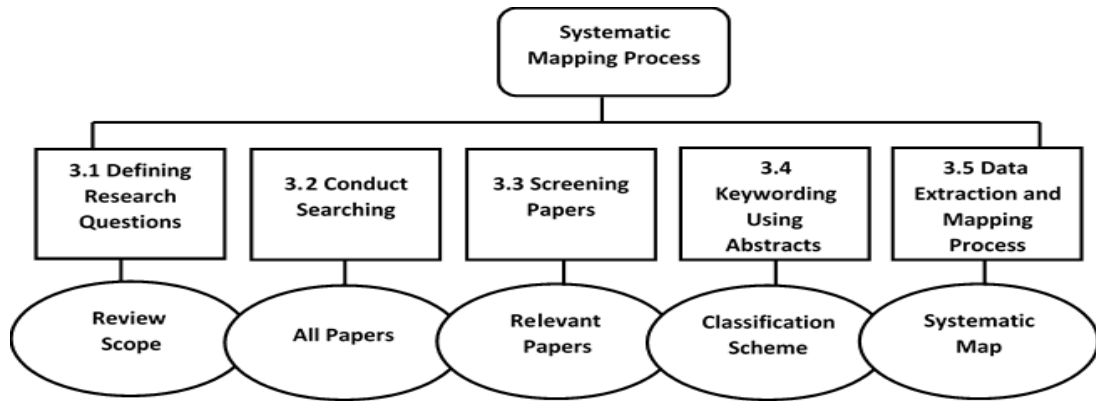 Systematic
Mapping Process
3.1 Defining
Research
Questions
3.2 Conduct
Searching
3.3 Screening
Papers
3.4
Keywording
Using
Abstracts
3.5 Data
Extraction and
Mapping
Process
Review
Scope
All Papers
Relevant
Papers
Classification
Scheme
Systematic
Map